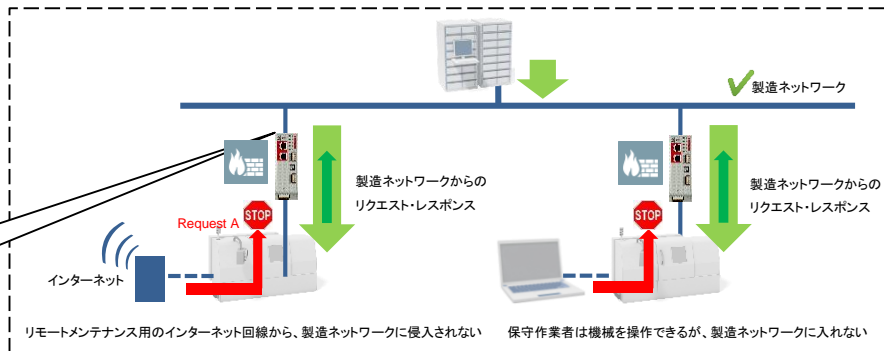 製造ネットワーク
製造ネットワークからの
リクエスト・レスポンス
Request A
STOP
インターネット
リモートメンテナンス用のインターネット回線から、製造ネットワークに侵入されない
製造ネットワークからの
リクエスト・レスポンス
STOP
保守作業者は機械を操作できるが、製造ネットワークに入れない